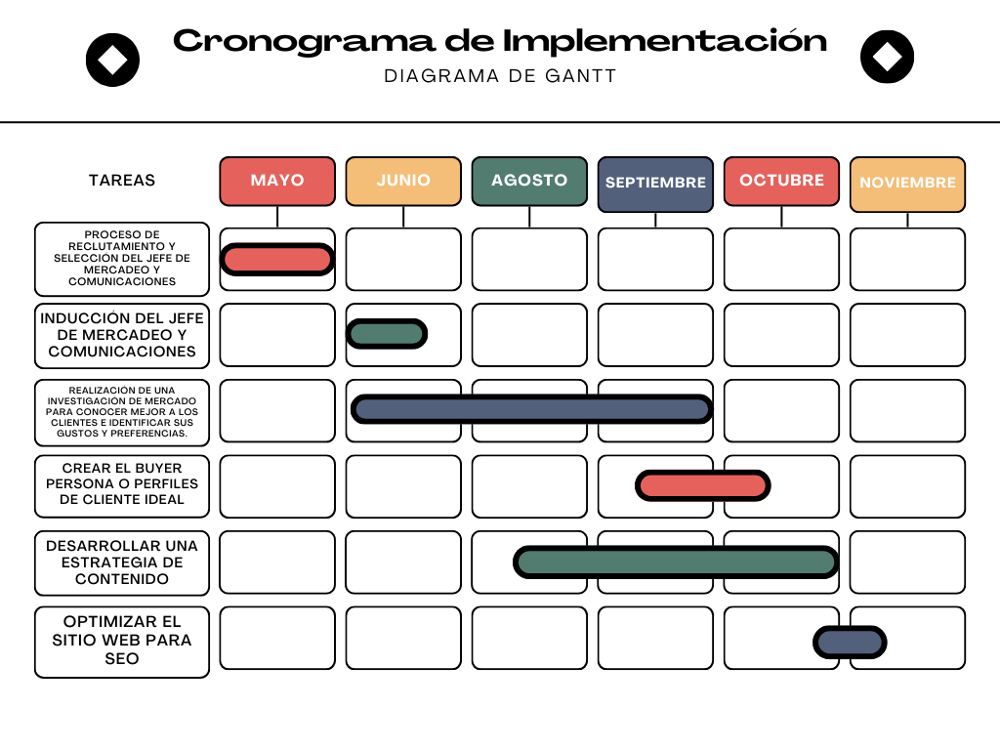 Cronograma de Implementación
DIAGRAMA DE GANTT
TAREAS
MAYO
JUNIO
AGOSTO
SEPTIEMBRE
OCTUBRE
NOVIEMBRE
PROCESO DE
RECLUTAMIENTO Y
SELECCIÓN DEL JEFE DE
MERCADEO Y
COMUNICACIONES
INDUCCIÓN DEL JEFE
DE MERCADEO Y
COMUNICACIONES
REALIZACIÓN DE UNA
INVESTIGACIÓN DE MERCADO
PARA CONOCER MEJOR A LOS
CLIENTES E IDENTIFICAR SUS
GUSTOS Y PREFERENCIAS.
CREAR EL BUYER
PERSONA O PERFILES
DE CLIENTE IDEAL
DESARROLLAR UNA
ESTRATEGIA DE
CONTENIDO
OPTIMIZAR EL
SITIO WEB PARA
SEO